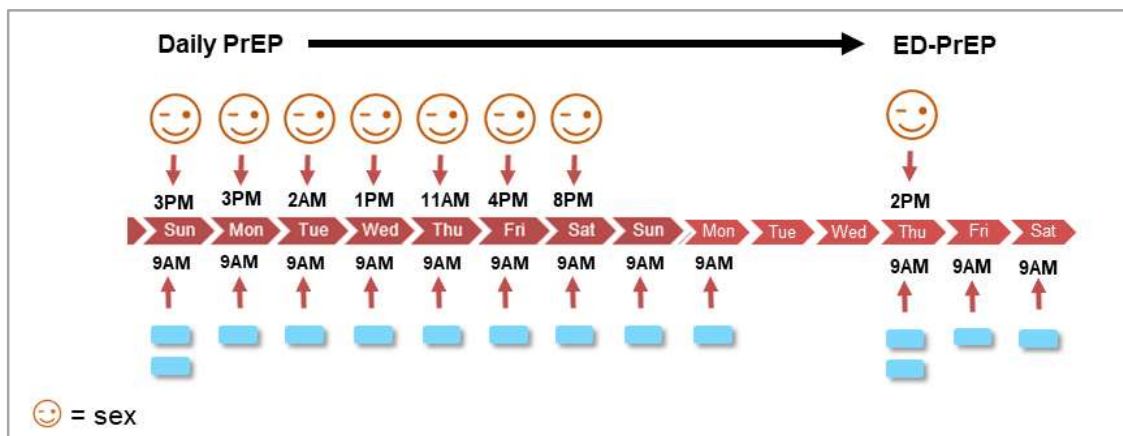 Daily PrEP ED-PrEP
3PM 3PM 2AM 1PM 11AM 4PM 8PM 2PM
Sun Mon Tue Wed Thu Fri Sat Sun Mon Tue Wed Thu Fri Sat
9AM 9AM 9AM 9AM 9AM 9AM 9AM 9AM 9AM 9AM 9AM 9AM
= sex